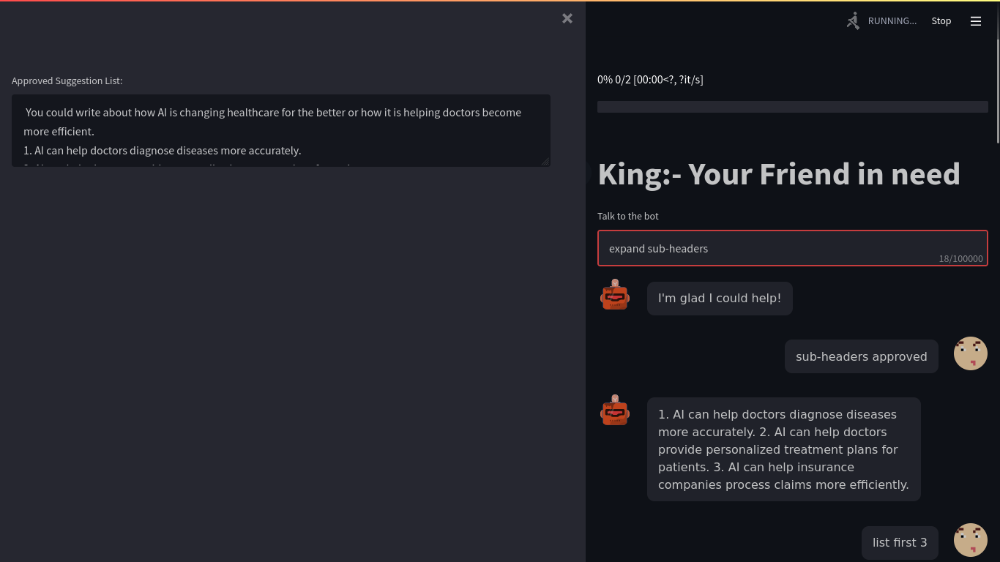 Approved Suggestion List:
You could write about how AI is changing healthcare for the better or how it is helping doctors become
more efficient.
1. AI can help doctors diagnose diseases more accurately.
RUNNING...
Stop
0% 0/2 [00:00<?, ?it/s]
King:- Your Friend in need
Talk to the bot
expand sub-headers
18/100000
I'm glad I could help!
sub-headers approved
1. AI can help doctors diagnose diseases
more accurately. 2. AI can help doctors
provide personalized treatment plans for
patients. 3. AI can help insurance
companies process claims more efficiently.
list first 3